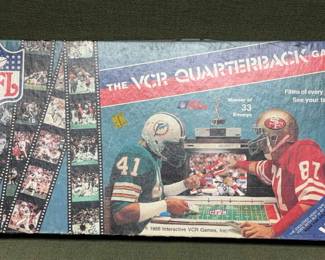 NFL
THE VCR QUARTERBACK GA
Films of every
See your t
Winner of
33
Emmys
41
87
NFL
© 1986 Interactive VCR Games, Inc.